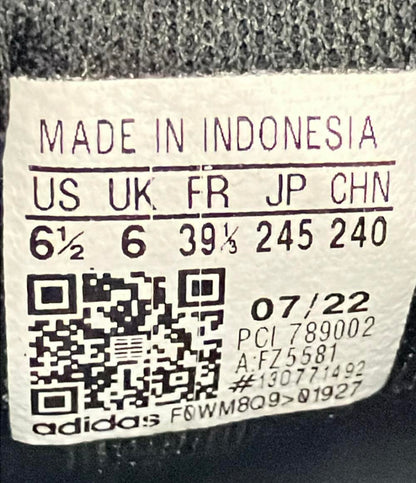 MADE IN INDONESIA
US UK FR JP CHN
6½ 6 39⅓ 245 240
07/22
PCI 789002
A:FZ5581
#130771492
adidas F0WM8Q9>01927